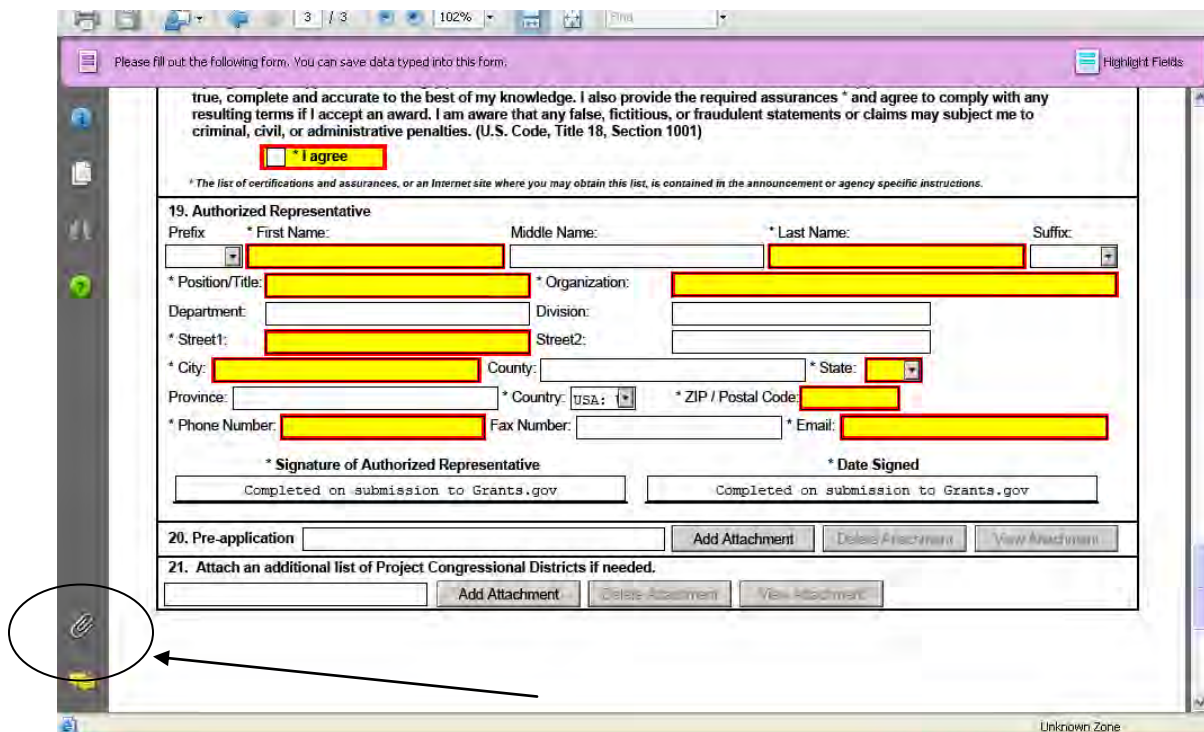 3 / 3 102% Find
Please fill out the following form. You can save data typed into this form. Highlight Fields
true, complete and accurate to the best of my knowledge. I also provide the required assurances * and agree to comply with any
resulting terms if I accept an award. I am aware that any false, fictitious, or fraudulent statements or claims may subject me to
criminal, civil, or administrative penalties. (U.S. Code, Title 18, Section 1001)
* I agree
* The list of certifications and assurances, or an Internet site where you may obtain this list, is contained in the announcement or agency specific instructions.
19. Authorized Representative
Prefix * First Name: Middle Name: * Last Name: Suffix:
* Position/Title: * Organization:
Department: Division:
* Street1: Street2:
* City: County: * State:
Province: * Country: USA: * ZIP / Postal Code:
* Phone Number: Fax Number: * Email:
* Signature of Authorized Representative * Date Signed
Completed on submission to Grants.gov Completed on submission to Grants.gov
20. Pre-application Add Attachment Delete Attachment View Attachment
21. Attach an additional list of Project Congressional Districts if needed.
Add Attachment Delete Attachment View Attachment
Unknown Zone